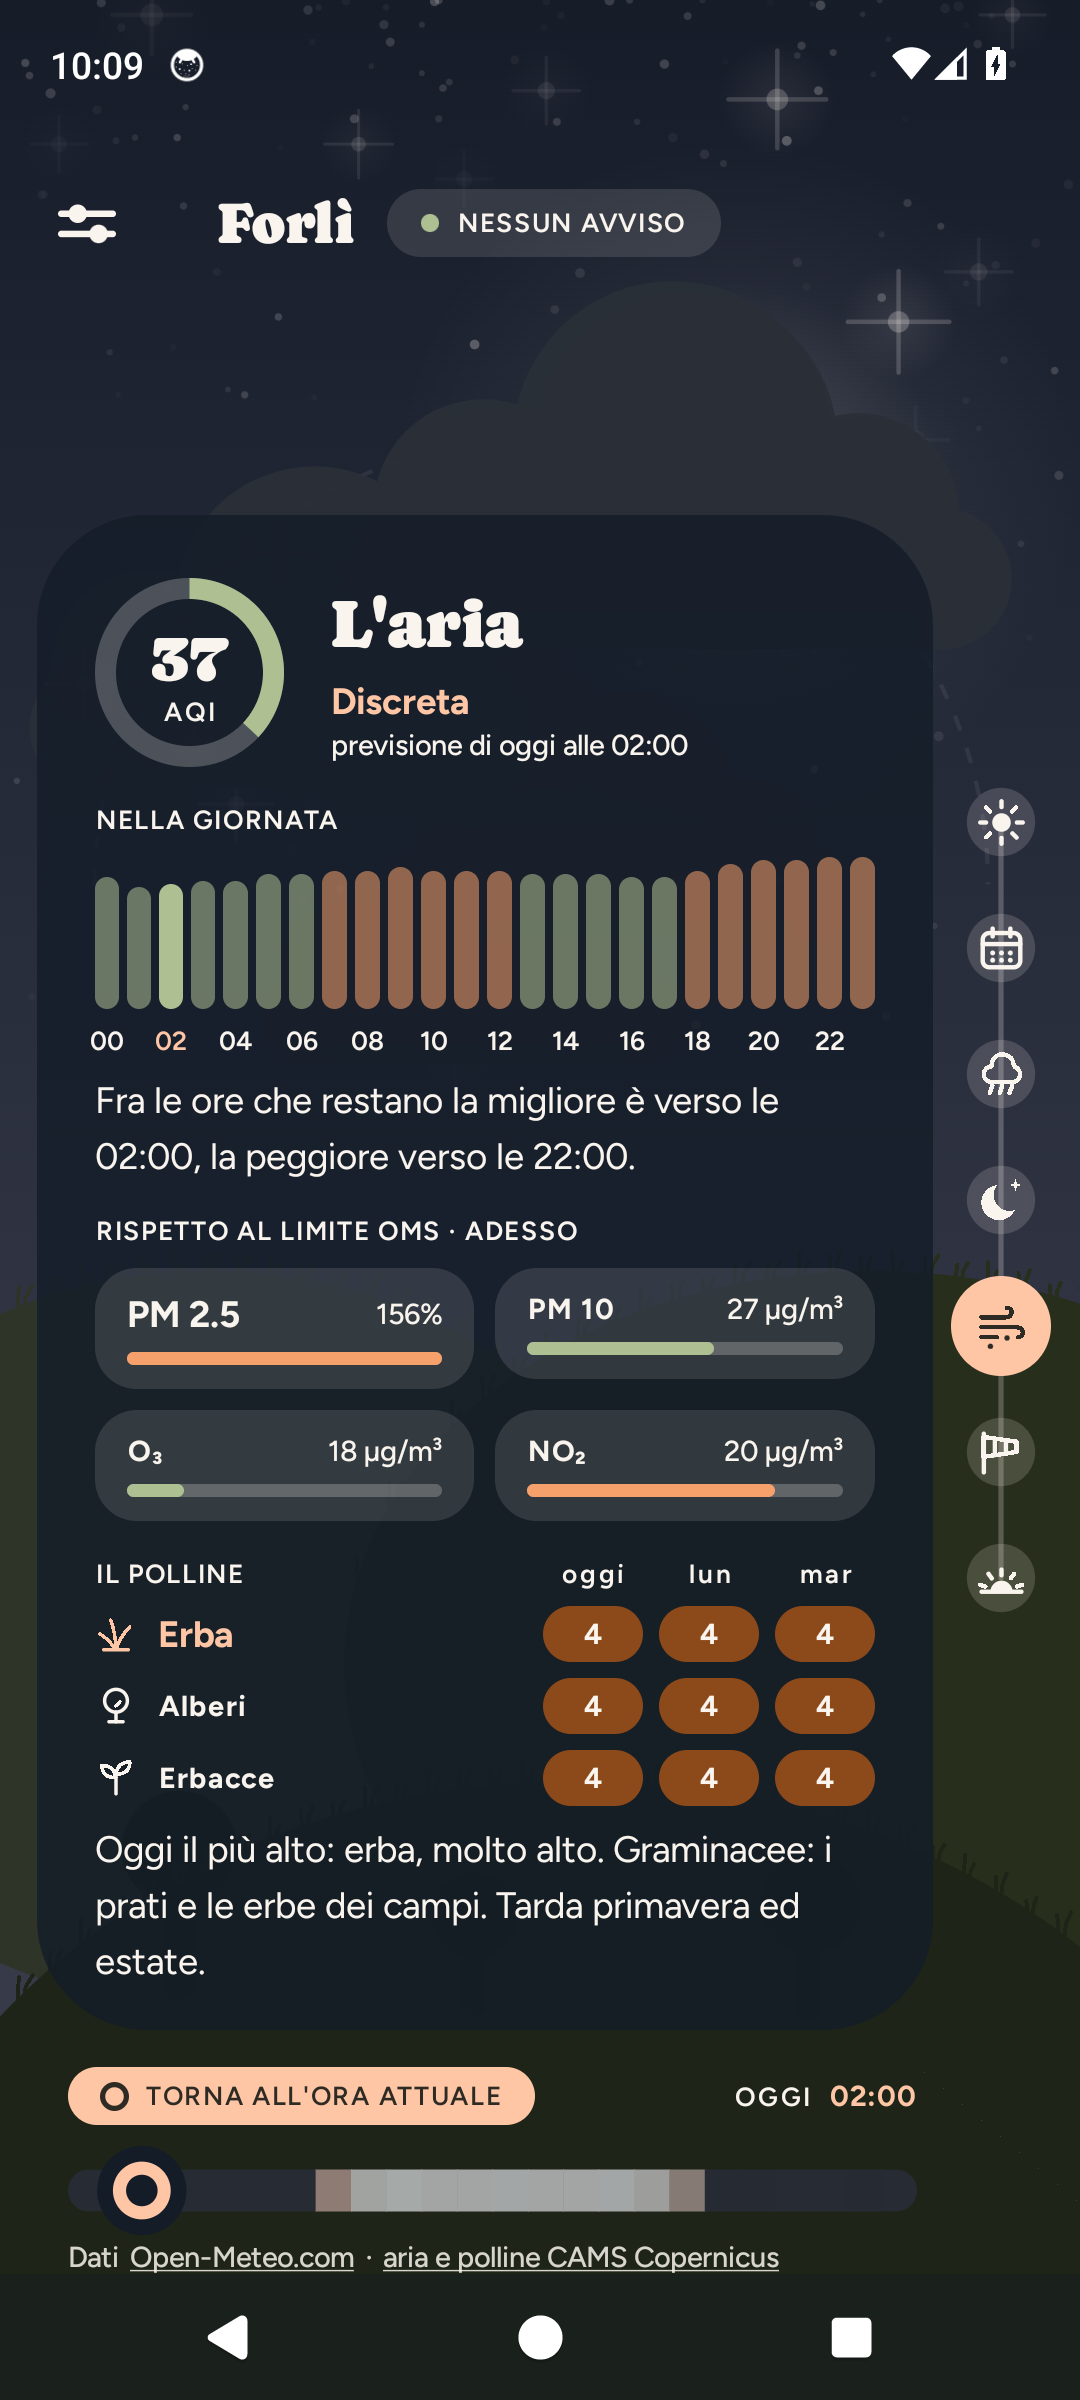 10:09
Forlì
NESSUN AVVISO
37
AQI
L'aria
Discreta
previsione di oggi alle 02:00
NELLA GIORNATA
00 02 04 06 08 10 12 14 16 18 20 22
Fra le ore che restano la migliore è verso le
02:00, la peggiore verso le 22:00.
RISPETTO AL LIMITE OMS · ADESSO
PM 2.5 156%
PM 10 27 µg/m³
O₃ 18 µg/m³
NO₂ 20 µg/m³
IL POLLINE oggi lun mar
Erba 4 4 4
Alberi 4 4 4
Erbacce 4 4 4
Oggi il più alto: erba, molto alto. Graminacee: i
prati e le erbe dei campi. Tarda primavera ed
estate.
TORNA ALL'ORA ATTUALE
OGGI 02:00
Dati Open-Meteo.com · aria e polline CAMS Copernicus